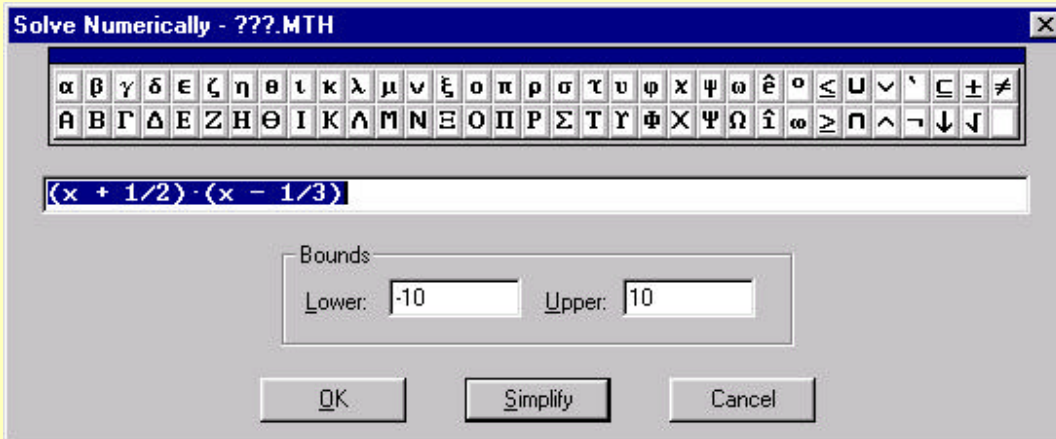 Solve Numerically - ???.MTH
α β γ δ ε ζ η θ ι κ λ μ ν ξ ο π ρ σ τ υ φ χ ψ ω ê º ≤ ∪ ∨ ` ⊆ ± ≠
Α Β Γ Δ Ε Ζ Η Θ Ι Κ Λ Μ Ν Ξ Ο Π Ρ Σ Τ Υ Φ Χ Ψ Ω î ∞ ≥ ∩ ∧ ¬ ↓ √
(x + 1/2)·(x - 1/3)
Bounds
Lower: -10 Upper: 10
OK Simplify Cancel